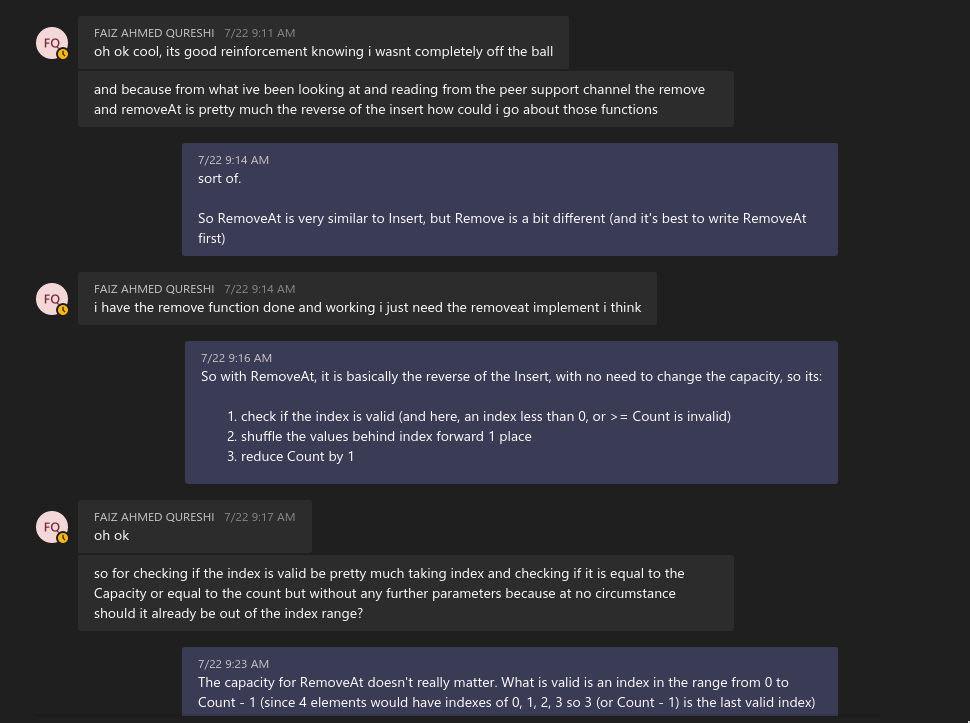 FQ
FAIZ AHMED QURESHI 7/22 9:11 AM
oh ok cool, its good reinforcement knowing i wasnt completely off the ball
and because from what ive been looking at and reading from the peer support channel the remove
and removeAt is pretty much the reverse of the insert how could i go about those functions
7/22 9:14 AM
sort of.
So RemoveAt is very similar to Insert, but Remove is a bit different (and it's best to write RemoveAt
first)
FQ
FAIZ AHMED QURESHI 7/22 9:14 AM
i have the remove function done and working i just need the removeat implement i think
7/22 9:16 AM
So with RemoveAt, it is basically the reverse of the Insert, with no need to change the capacity, so its:
1. check if the index is valid (and here, an index less than 0, or >= Count is invalid)
2. shuffle the values behind index forward 1 place
3. reduce Count by 1
FQ
FAIZ AHMED QURESHI 7/22 9:17 AM
oh ok
so for checking if the index is valid be pretty much taking index and checking if it is equal to the
Capacity or equal to the count but without any further parameters because at no circumstance
should it already be out of the index range?
7/22 9:23 AM
The capacity for RemoveAt doesn't really matter. What is valid is an index in the range from 0 to
Count - 1 (since 4 elements would have indexes of 0, 1, 2, 3 so 3 (or Count - 1) is the last valid index)